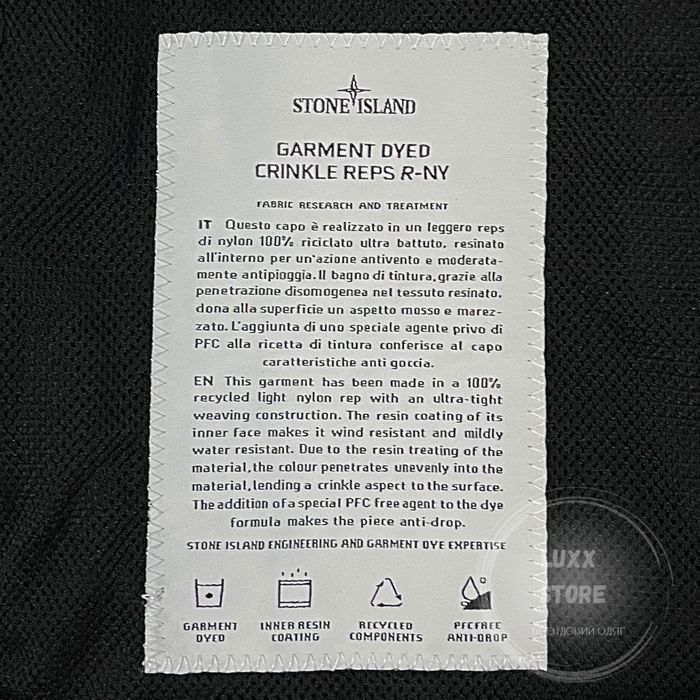 STONE ISLAND
GARMENT DYED
CRINKLE REPS R-NY
FABRIC RESEARCH AND TREATMENT
IT Questo capo è realizzato in un leggero reps
di nylon 100% riciclato ultra battuto, resinato
all'interno per un'azione antivento e moderata-
mente antipioggia. Il bagno di tintura, grazie alla
penetrazione disomogenea nel tessuto resinato,
dona alla superficie un aspetto mosso e marez-
zato. L'aggiunta di uno speciale agente privo di
PFC alla ricetta di tintura conferisce al capo
caratteristiche anti goccia.
EN This garment has been made in a 100%
recycled light nylon rep with an ultra-tight
weaving construction. The resin coating of its
inner face makes it wind resistant and mildly
water resistant. Due to the resin treating of the
material, the colour penetrates unevenly into the
material, lending a crinkle aspect to the surface.
The addition of a special PFC free agent to the dye
formula makes the piece anti-drop.
STONE ISLAND ENGINEERING AND GARMENT DYE EXPERTISE
GARMENT
DYED
INNER RESIN
COATING
RECYCLED
COMPONENTS
PFC FREE
ANTI-DROP
LUXX
STORE
БРЕНДОВИЙ ОДЯГ